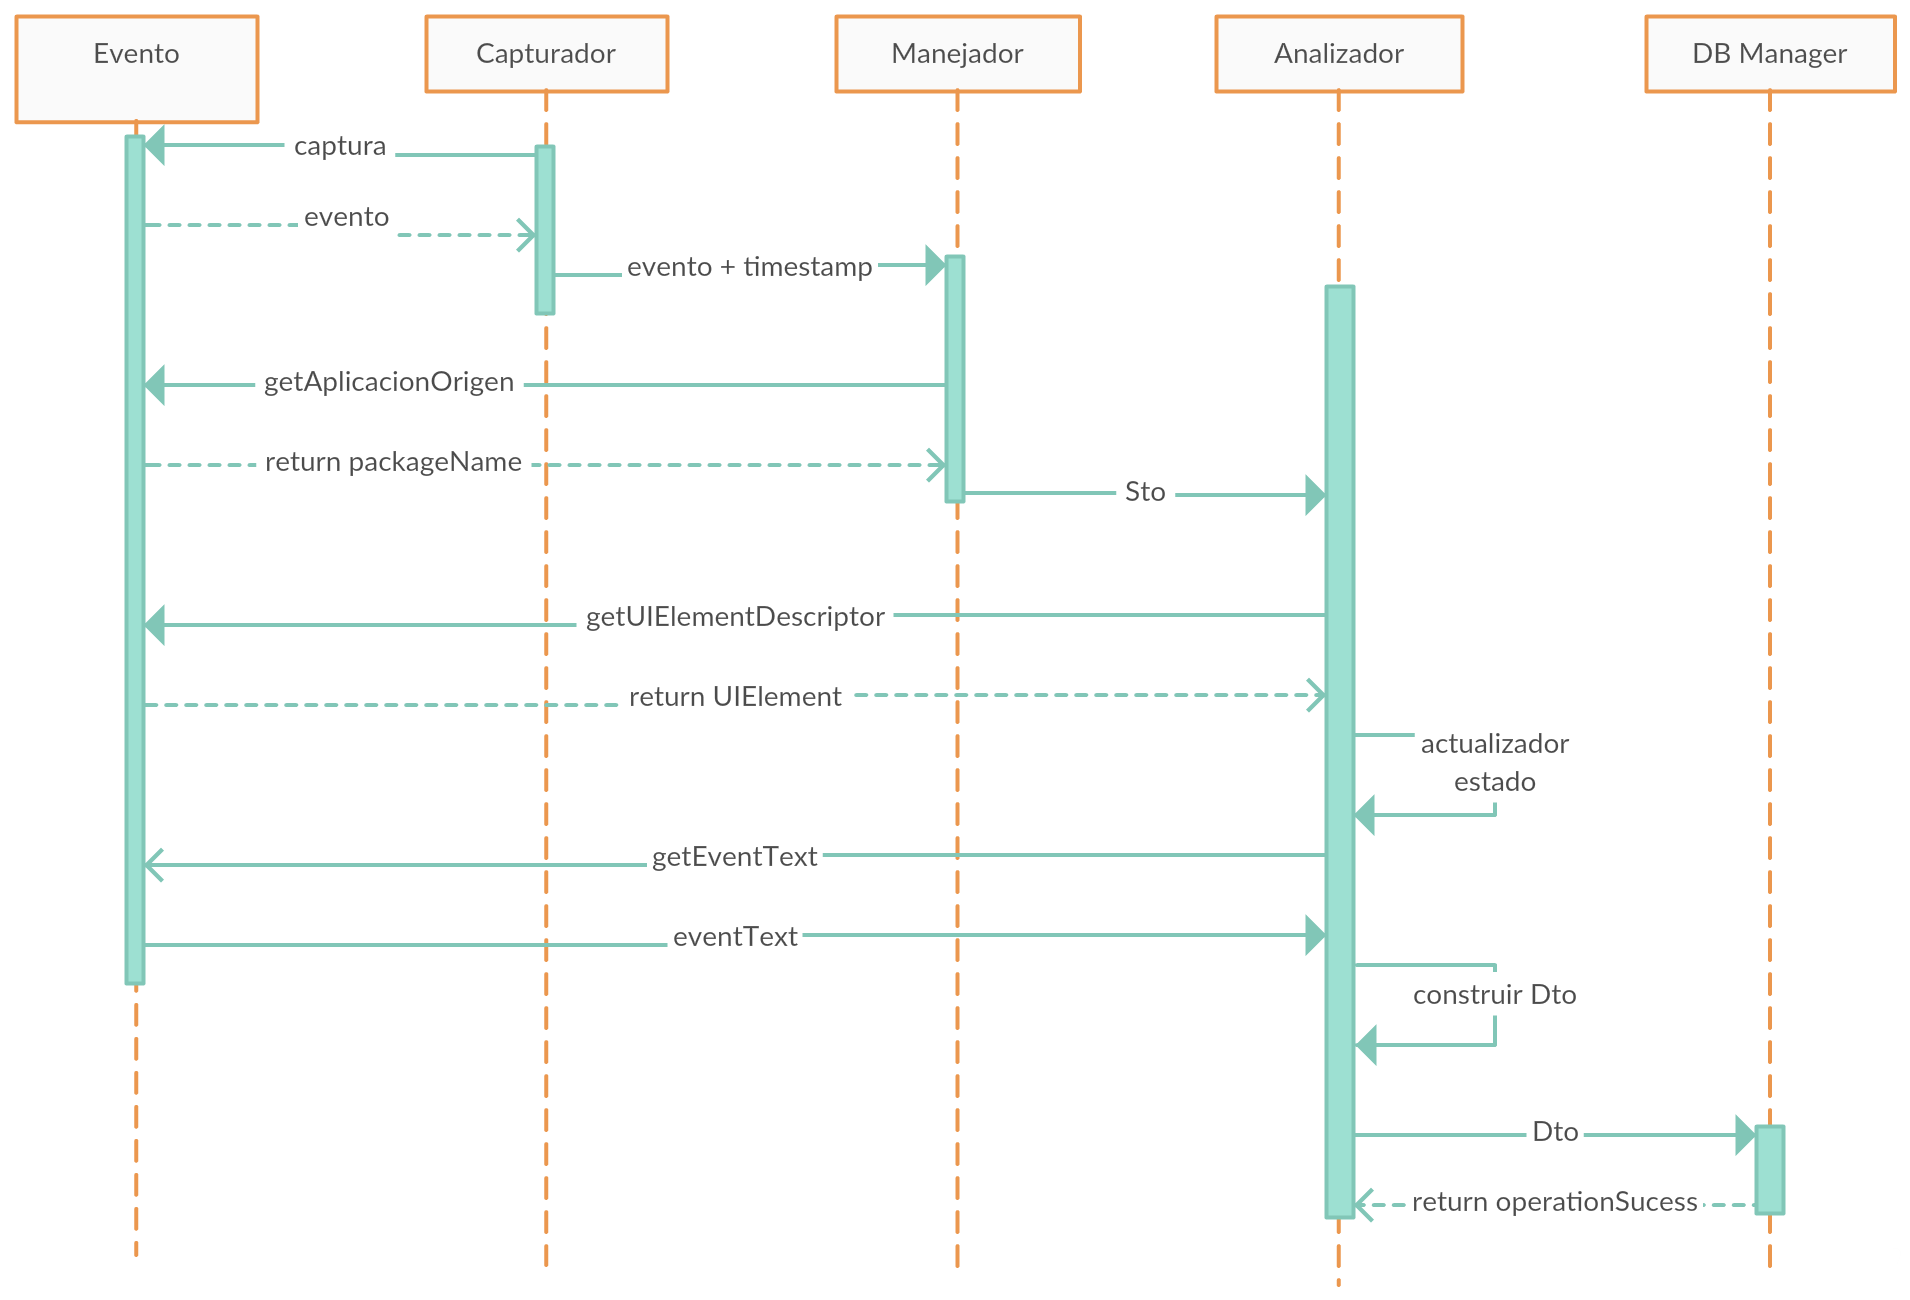 Evento
Capturador
Manejador
Analizador
DB Manager
captura
evento
evento + timestamp
getAplicacionOrigen
return packageName
Sto
getUIElementDescriptor
return UIElement
actualizador
estado
getEventText
eventText
construir Dto
Dto
return operationSucess